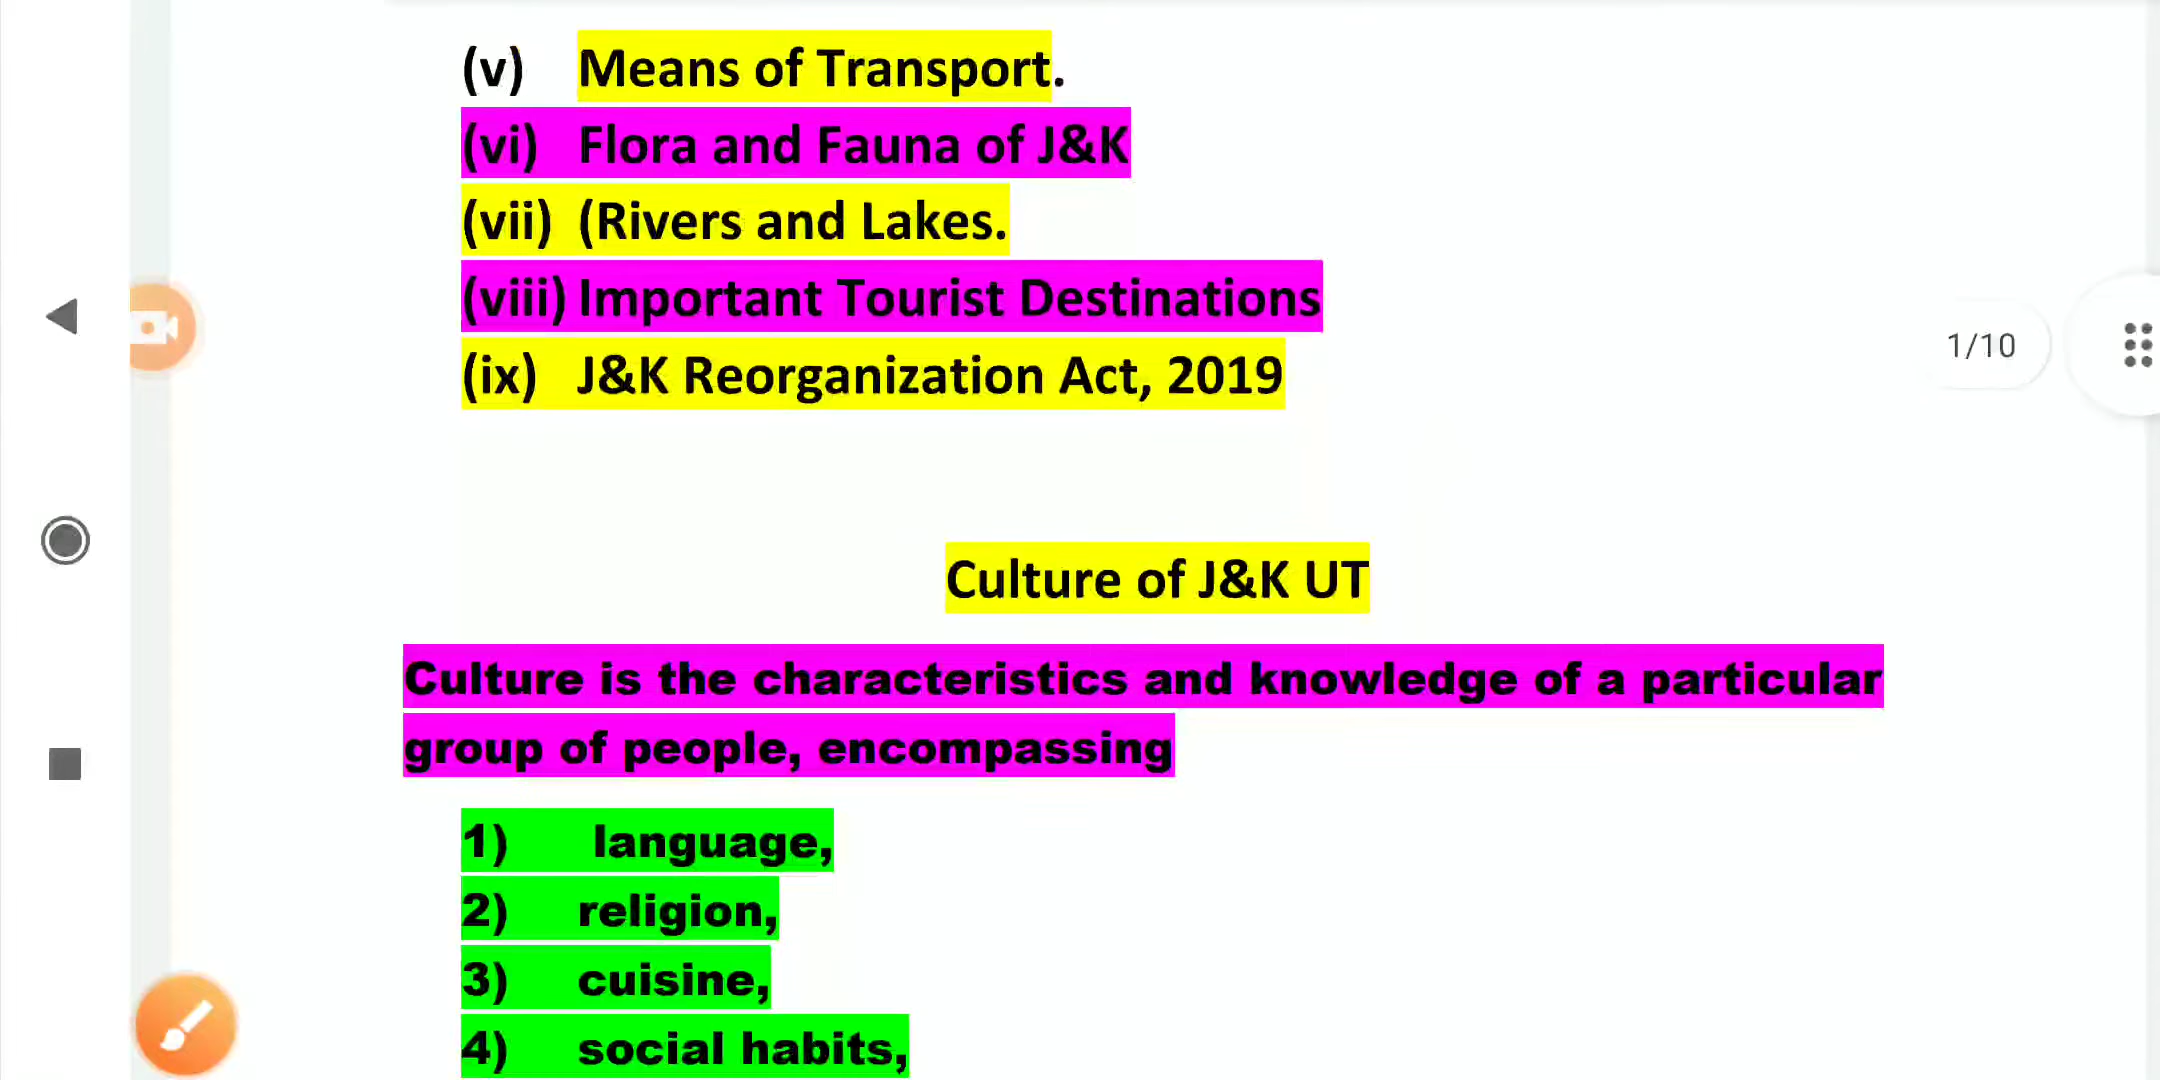 (v) Means of Transport.
(vi) Flora and Fauna of J&K
(vii) (Rivers and Lakes.
(viii) Important Tourist Destinations
(ix) J&K Reorganization Act, 2019
1/10
Culture of J&K UT
Culture is the characteristics and knowledge of a particular
group of people, encompassing
1) language,
2) religion,
3) cuisine,
4) social habits,